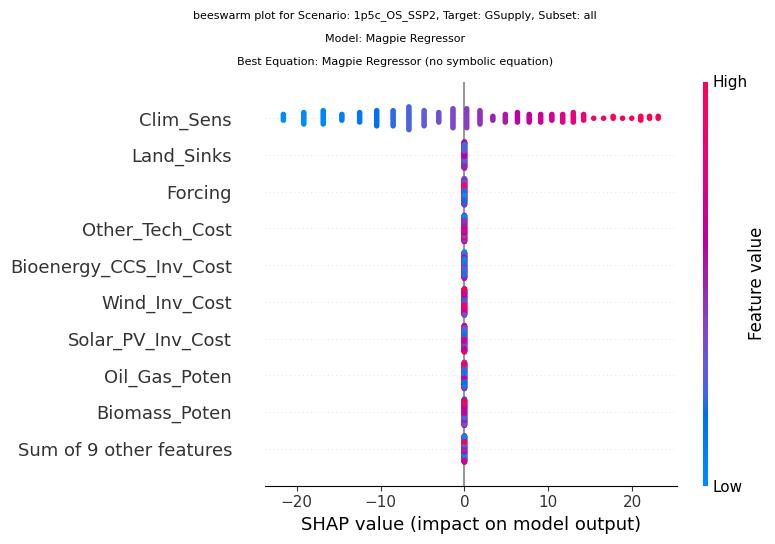 beeswarm plot for Scenario: 1p5c_OS_SSP2, Target: GSupply, Subset: all
Model: Magpie Regressor
Best Equation: Magpie Regressor (no symbolic equation)
High
Clim_Sens
Land_Sinks
Forcing
Other_Tech_Cost
Bioenergy_CCS_Inv_Cost
Wind_Inv_Cost
Solar_PV_Inv_Cost
Oil_Gas_Poten
Biomass_Poten
Sum of 9 other features
Feature value
Low
−20 −10 0 10 20
SHAP value (impact on model output)